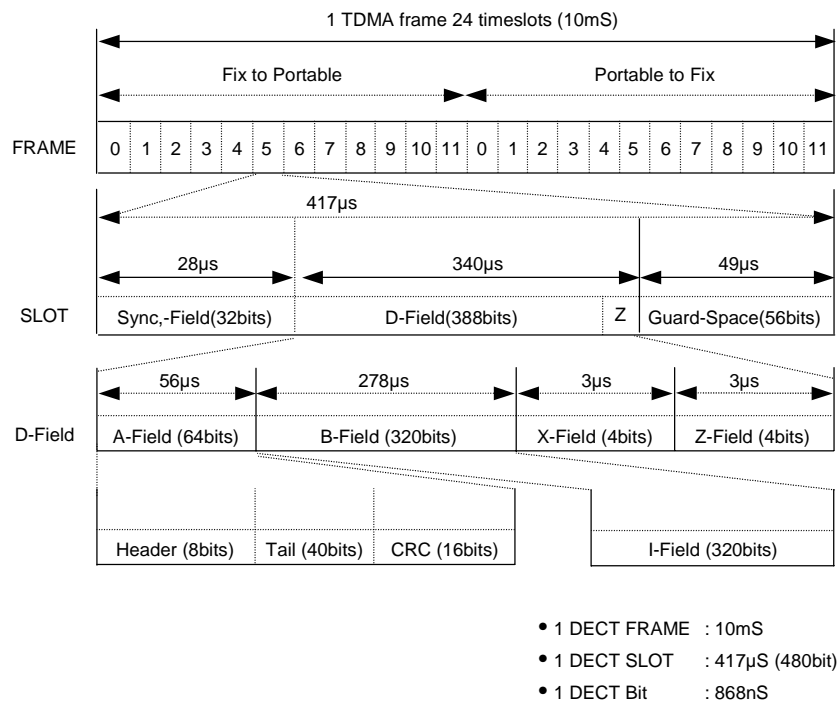 1 TDMA frame 24 timeslots (10mS)
Fix to Portable Portable to Fix
FRAME 0 1 2 3 4 5 6 7 8 9 10 11 0 1 2 3 4 5 6 7 8 9 10 11
417µs
28µs 340µs 49µs
SLOT Sync,-Field(32bits) D-Field(388bits) Z Guard-Space(56bits)
56µs 278µs 3µs 3µs
D-Field A-Field (64bits) B-Field (320bits) X-Field (4bits) Z-Field (4bits)
Header (8bits) Tail (40bits) CRC (16bits) I-Field (320bits)
• 1 DECT FRAME : 10mS
• 1 DECT SLOT : 417µS (480bit)
• 1 DECT Bit : 868nS